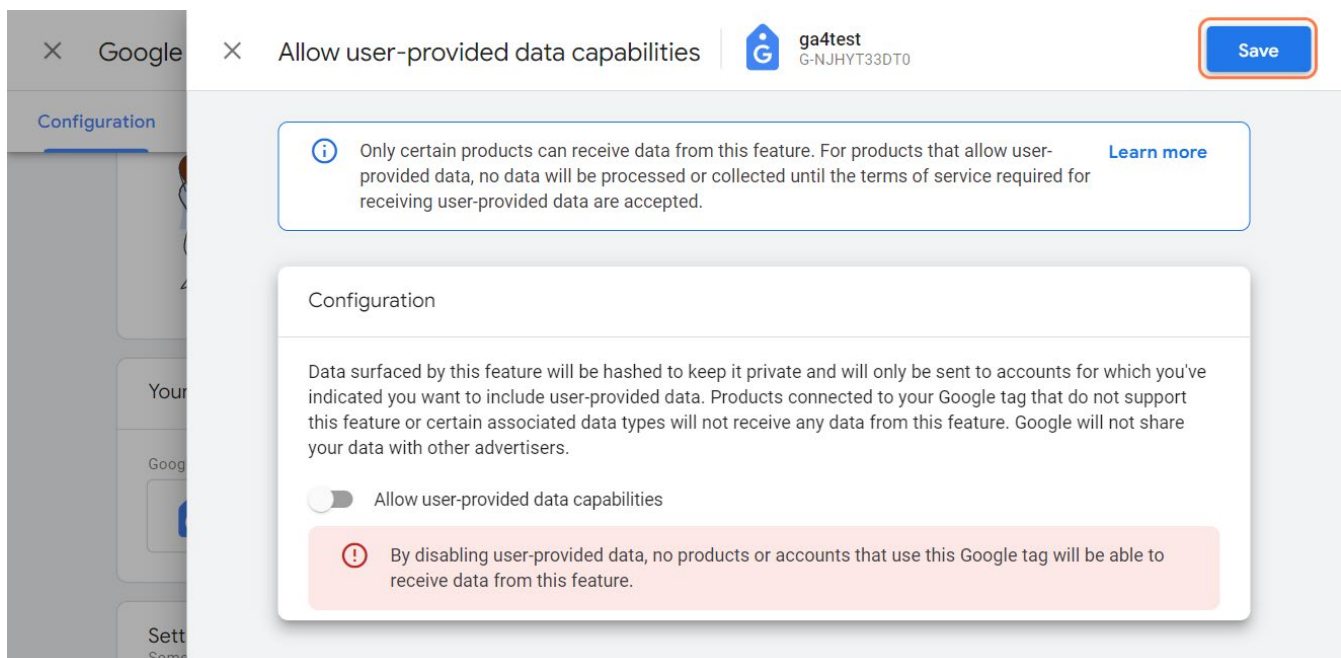 Google
Allow user-provided data capabilities
ga4test
G-NJHYT33DT0
Save
Configuration
Only certain products can receive data from this feature. For products that allow user-
provided data, no data will be processed or collected until the terms of service required for
receiving user-provided data are accepted.
Learn more
Configuration
Data surfaced by this feature will be hashed to keep it private and will only be sent to accounts for which you've
indicated you want to include user-provided data. Products connected to your Google tag that do not support
this feature or certain associated data types will not receive any data from this feature. Google will not share
your data with other advertisers.
Allow user-provided data capabilities
By disabling user-provided data, no products or accounts that use this Google tag will be able to
receive data from this feature.
Your
Goog
Sett